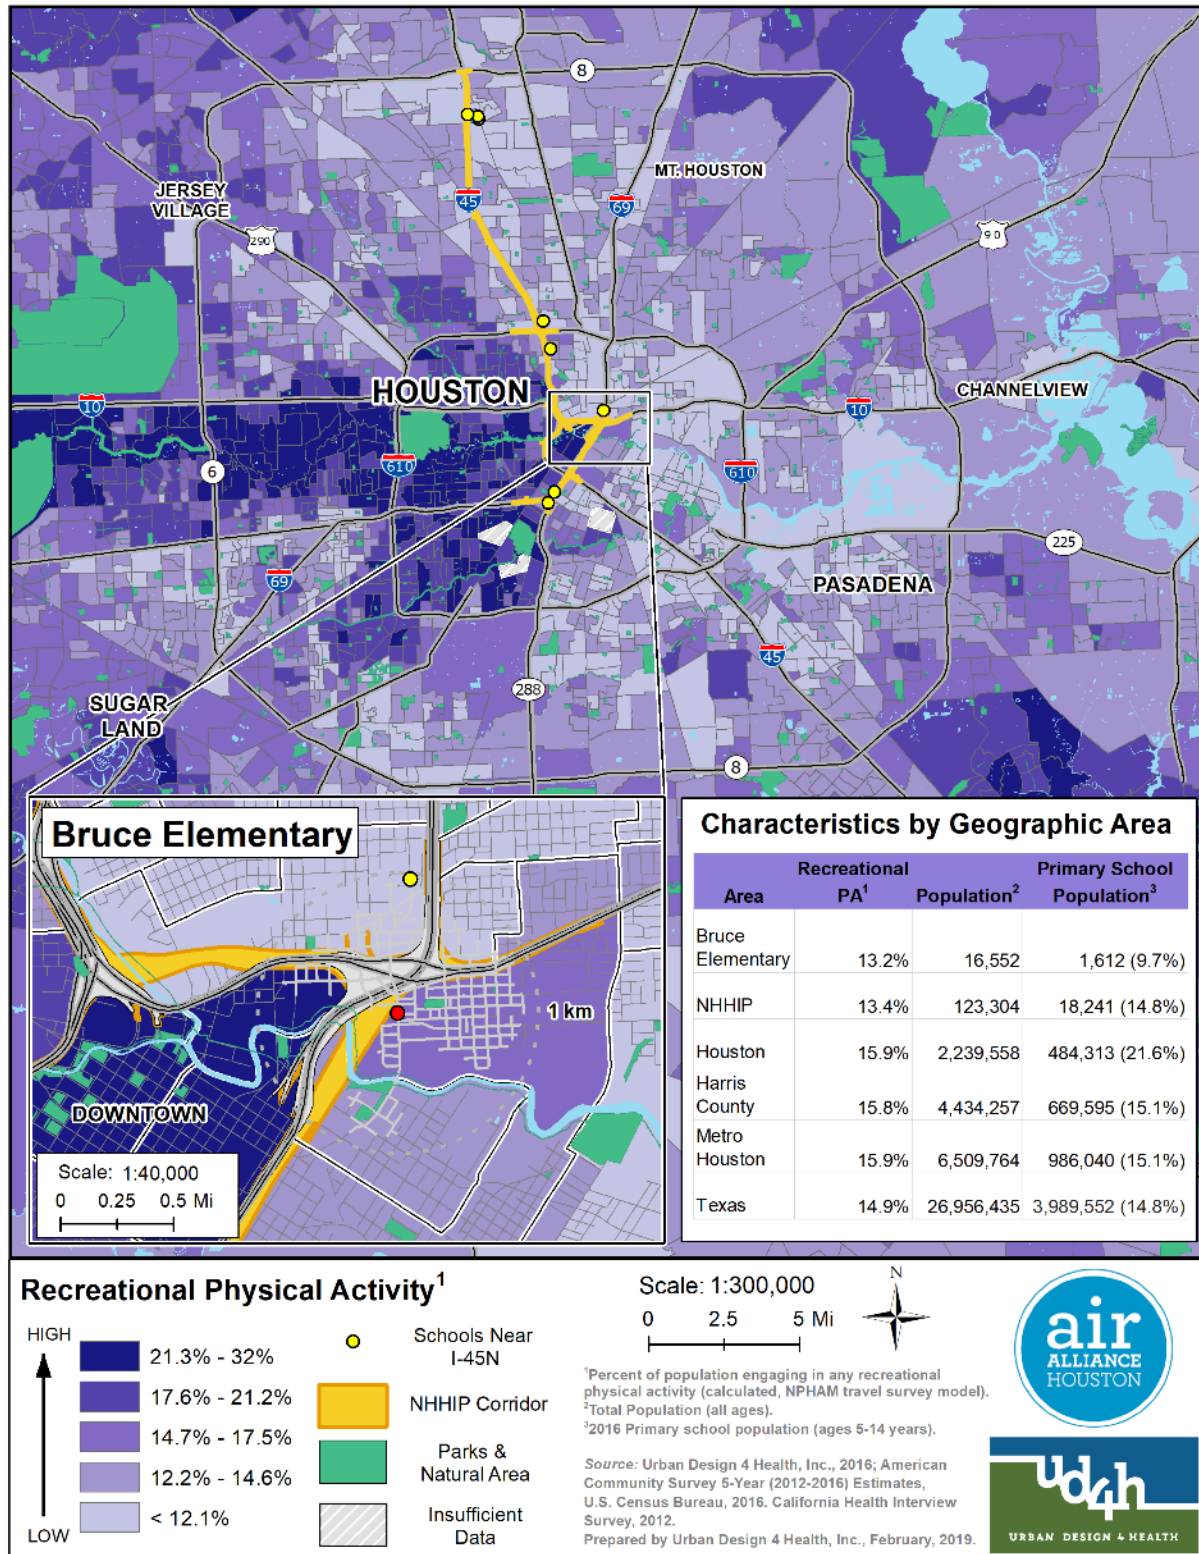 8
JERSEY
VILLAGE
MT. HOUSTON
45
69
290
90
HOUSTON
CHANNELVIEW
10
10
6
610
610
225
69
PASADENA
45
288
SUGAR
LAND
8
Bruce Elementary
1 km
DOWNTOWN
Scale: 1:40,000
0 0.25 0.5 Mi
Characteristics by Geographic Area
Area Recreational PA1 Population2 Primary School Population3
Bruce Elementary 13.2% 16,552 1,612 (9.7%)
NHHIP 13.4% 123,304 18,241 (14.8%)
Houston 15.9% 2,239,558 484,313 (21.6%)
Harris County 15.8% 4,434,257 669,595 (15.1%)
Metro Houston 15.9% 6,509,764 986,040 (15.1%)
Texas 14.9% 26,956,435 3,989,552 (14.8%)
Recreational Physical Activity1
HIGH
21.3% - 32%
17.6% - 21.2%
14.7% - 17.5%
12.2% - 14.6%
< 12.1%
LOW
Schools Near
I-45N
NHHIP Corridor
Parks &
Natural Area
Insufficient
Data
Scale: 1:300,000
0 2.5 5 Mi
N
1Percent of population engaging in any recreational
physical activity (calculated, NPHAM travel survey model).
2Total Population (all ages).
32016 Primary school population (ages 5-14 years).
Source: Urban Design 4 Health, Inc., 2016; American
Community Survey 5-Year (2012-2016) Estimates,
U.S. Census Bureau, 2016. California Health Interview
Survey, 2012.
Prepared by Urban Design 4 Health, Inc., February, 2019.
air
ALLIANCE
HOUSTON
ud4h
URBAN DESIGN 4 HEALTH